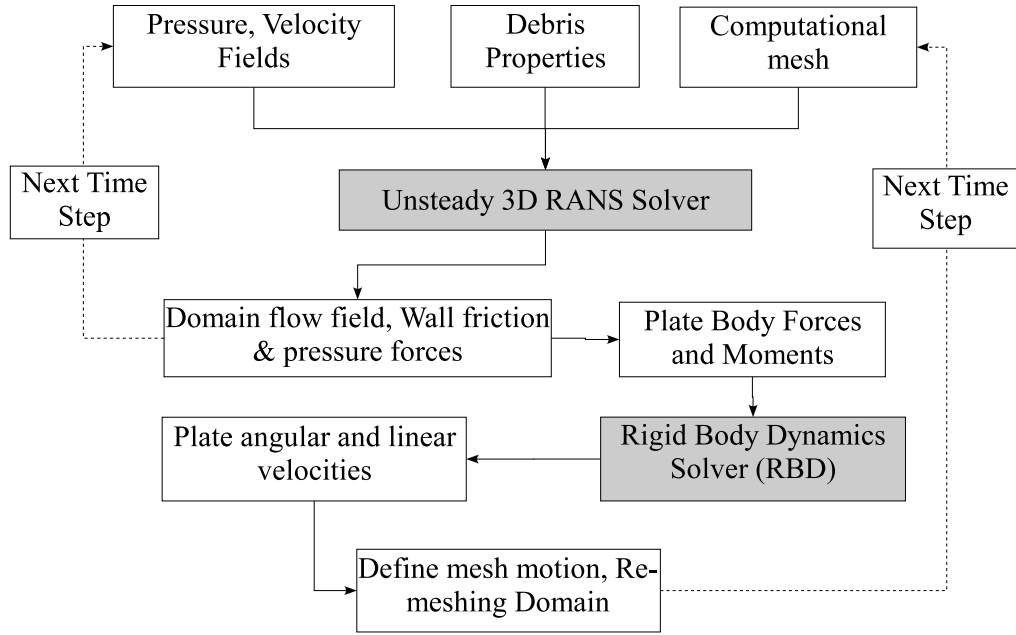 Pressure, Velocity
Fields
Debris
Properties
Computational
mesh
Next Time
Step
Unsteady 3D RANS Solver
Next Time
Step
Domain flow field, Wall friction
& pressure forces
Plate Body Forces
and Moments
Plate angular and linear
velocities
Rigid Body Dynamics
Solver (RBD)
Define mesh motion, Re-
meshing Domain